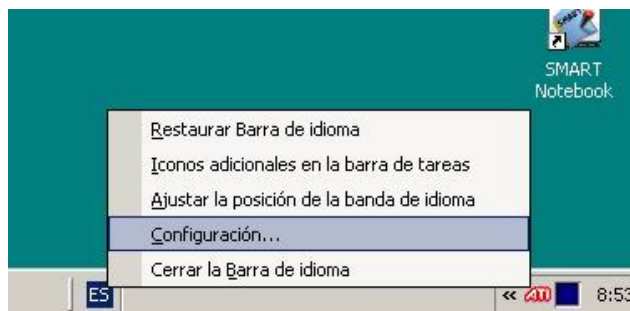 SMART
Notebook
Restaurar Barra de idioma
Iconos adicionales en la barra de tareas
Ajustar la posición de la banda de idioma
Configuración...
Cerrar la Barra de idioma
ES « ATI 8:53